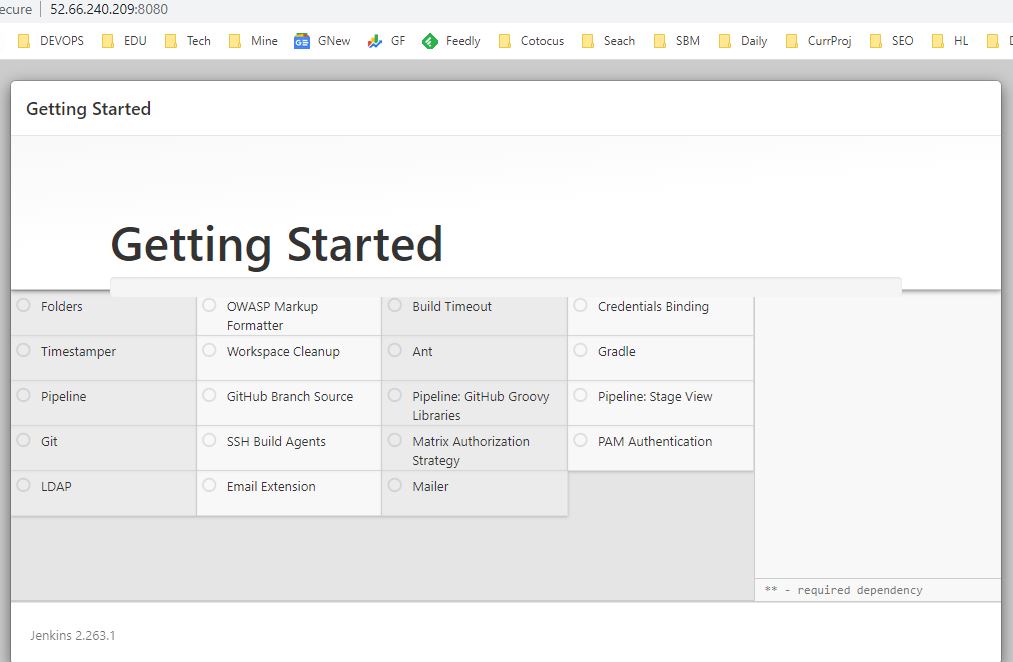 ecure | 52.66.240.209:8080
DEVOPS EDU Tech Mine GNew GF Feedly Cotocus Seach SBM Daily CurrProj SEO HL
Getting Started
Getting Started
Folders
OWASP Markup
Formatter
Build Timeout
Credentials Binding
Timestamper
Workspace Cleanup
Ant
Gradle
Pipeline
GitHub Branch Source
Pipeline: GitHub Groovy
Libraries
Pipeline: Stage View
Git
SSH Build Agents
Matrix Authorization
Strategy
PAM Authentication
LDAP
Email Extension
Mailer
** - required dependency
Jenkins 2.263.1